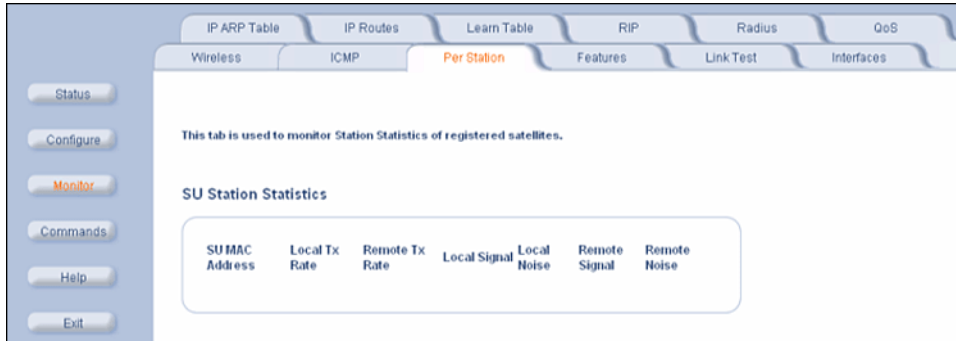 IP ARP Table IP Routes Learn Table RIP Radius QoS
Wireless ICMP Per Station Features Link Test Interfaces
Status
Configure
Monitor
Commands
Help
Exit
This tab is used to monitor Station Statistics of registered satellites.
SU Station Statistics
SU MAC Address Local Tx Rate Remote Tx Rate Local Signal Local Noise Remote Signal Remote Noise